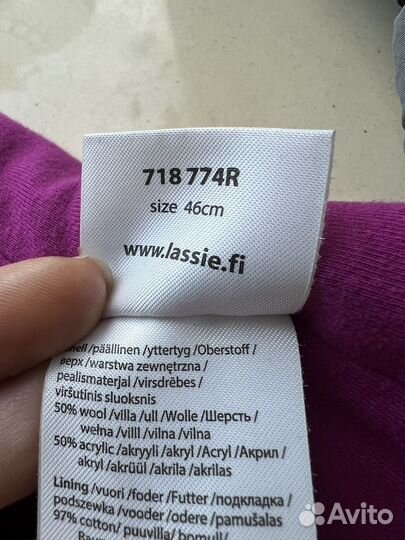 718 774R
size 46cm
www.lassie.fi
/päällinen /yttertyg /Oberstoff /
верх /warstwa zewnętrzna /
pealismaterjal /virsdrēbes /
viršutinis sluoksnis
50% wool /villa /ull /Wolle /Шерсть /
wełna /villl /vilna /vilna
50% acrylic /akryyli /akryl /Acryl /Акрил /
akryl /akrüül /akrila /akrilas
Lining /vuori /foder /Futter /подкладка /
podszewka /vooder /odere /pamušalas
97% cotton/ puuvilla/ bomull/
Avito